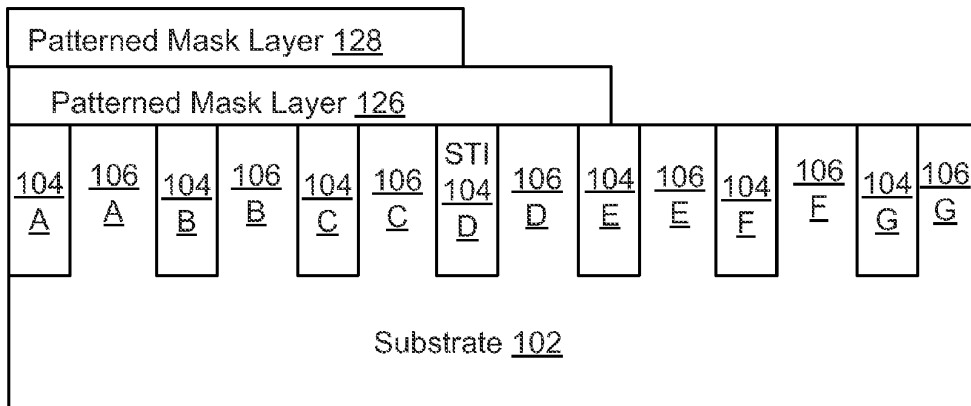 Patterned Mask Layer 128
Patterned Mask Layer 126
104 A
106 A
104 B
106 B
104 C
106 C
STI 104 D
106 D
104 E
106 E
104 F
106 F
104 G
106 G
Substrate 102